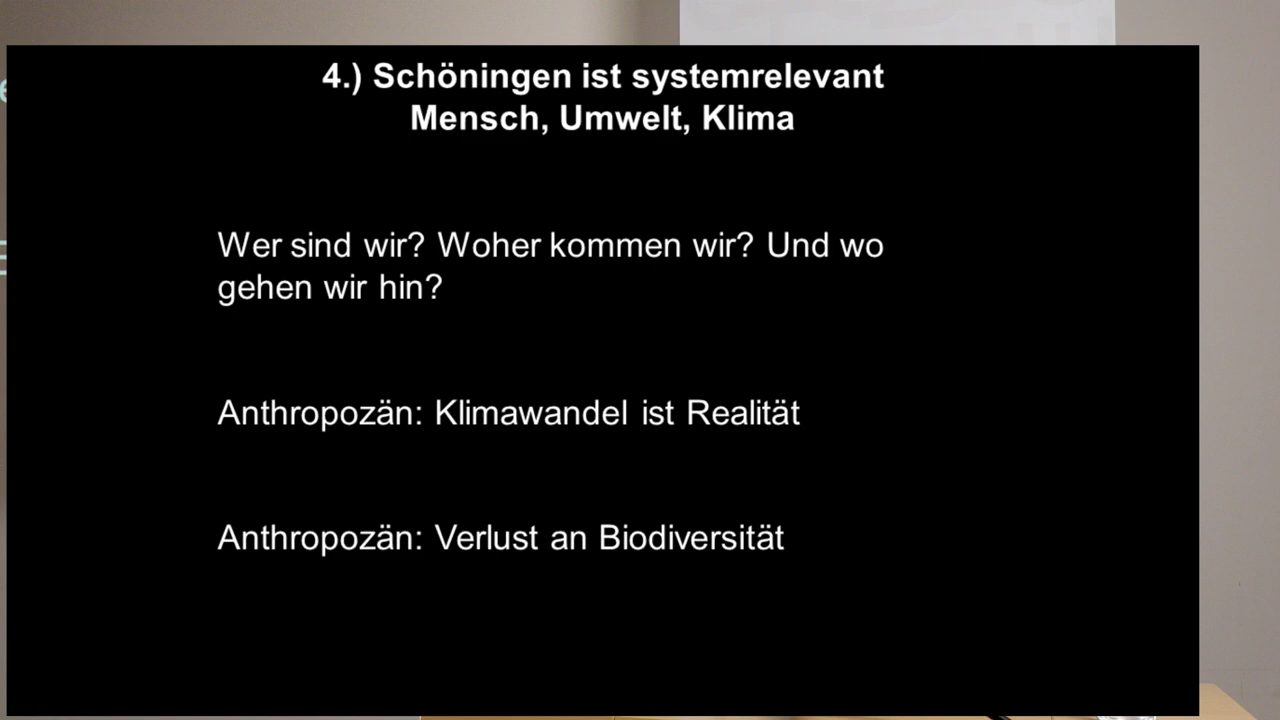 4.) Schöningen ist systemrelevant
Mensch, Umwelt, Klima
Wer sind wir? Woher kommen wir? Und wo
gehen wir hin?
Anthropozän: Klimawandel ist Realität
Anthropozän: Verlust an Biodiversität